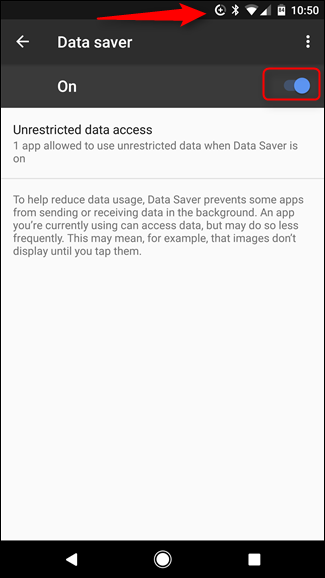 10:50
Data saver
On
Unrestricted data access
1 app allowed to use unrestricted data when Data Saver is
on
To help reduce data usage, Data Saver prevents some apps
from sending or receiving data in the background. An app
you’re currently using can access data, but may do so less
frequently. This may mean, for example, that images don’t
display until you tap them.